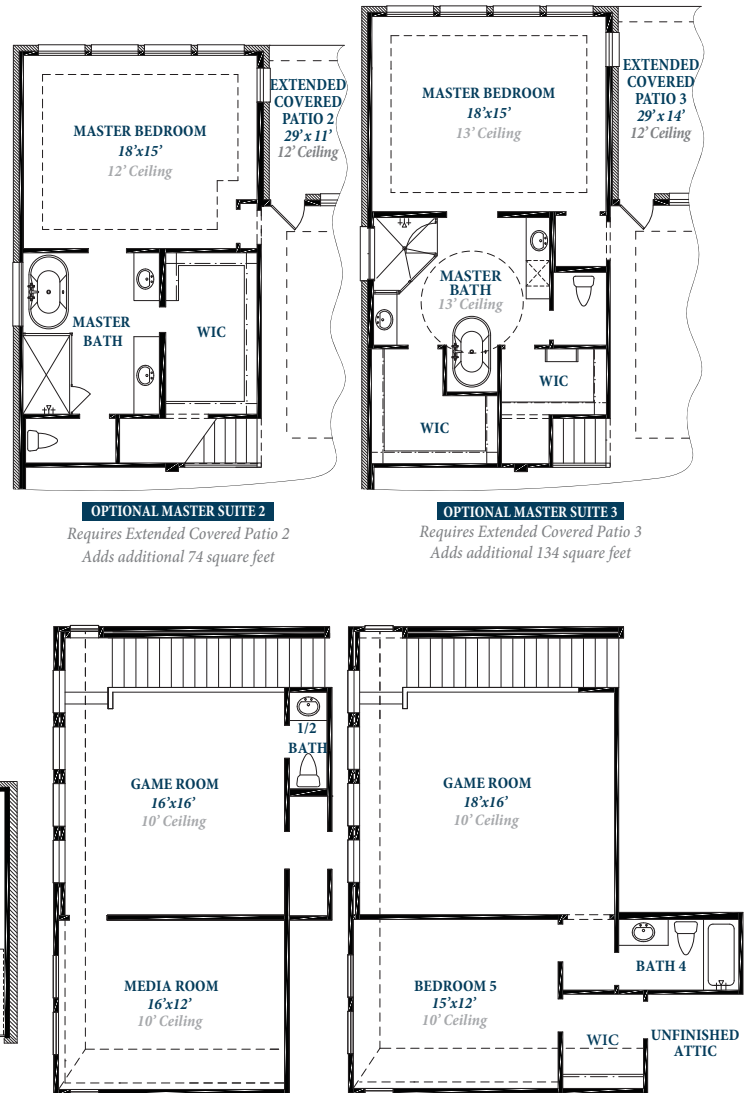 MASTER BEDROOM
18'x15'
12' Ceiling
EXTENDED
COVERED
PATIO 2
29' x 11'
12' Ceiling
MASTER
BATH
WIC
OPTIONAL MASTER SUITE 2
Requires Extended Covered Patio 2
Adds additional 74 square feet
MASTER BEDROOM
18'x15'
13' Ceiling
EXTENDED
COVERED
PATIO 3
29' x 14'
12' Ceiling
MASTER
BATH
13' Ceiling
WIC
WIC
OPTIONAL MASTER SUITE 3
Requires Extended Covered Patio 3
Adds additional 134 square feet
1/2
BATH
GAME ROOM
16'x16'
10' Ceiling
MEDIA ROOM
16'x12'
10' Ceiling
GAME ROOM
18'x16'
10' Ceiling
BEDROOM 5
15'x12'
10' Ceiling
BATH 4
WIC
UNFINISHED
ATTIC